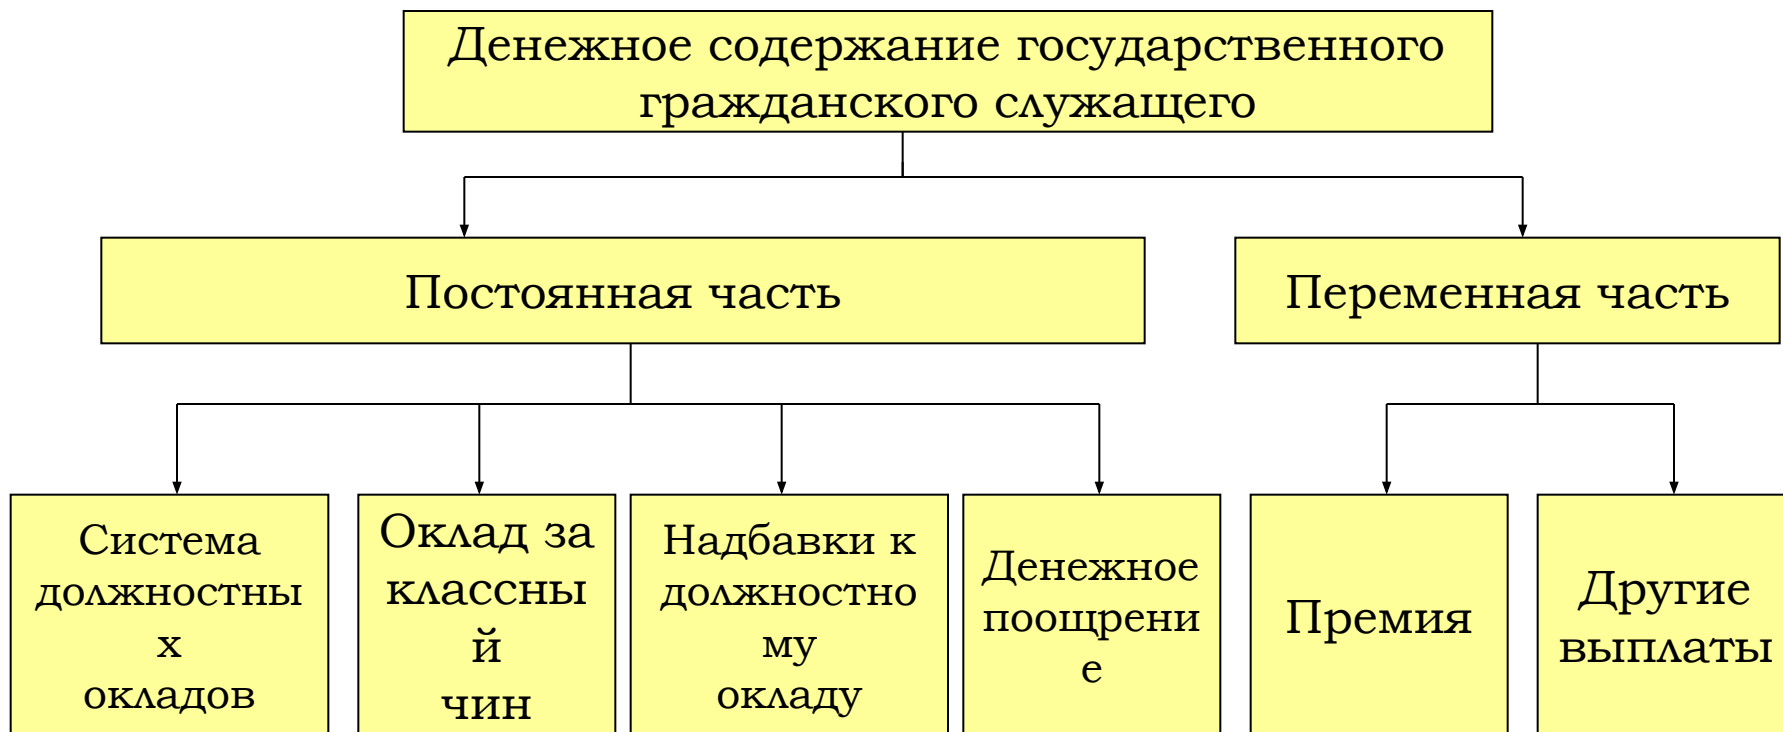 Денежное содержание государственного
гражданского служащего
Постоянная часть
Переменная часть
Система
должностны
х
окладов
Оклад за
классны
й
чин
Надбавки к
должностно
му
окладу
Денежное
поощрени
е
Премия
Другие
выплаты